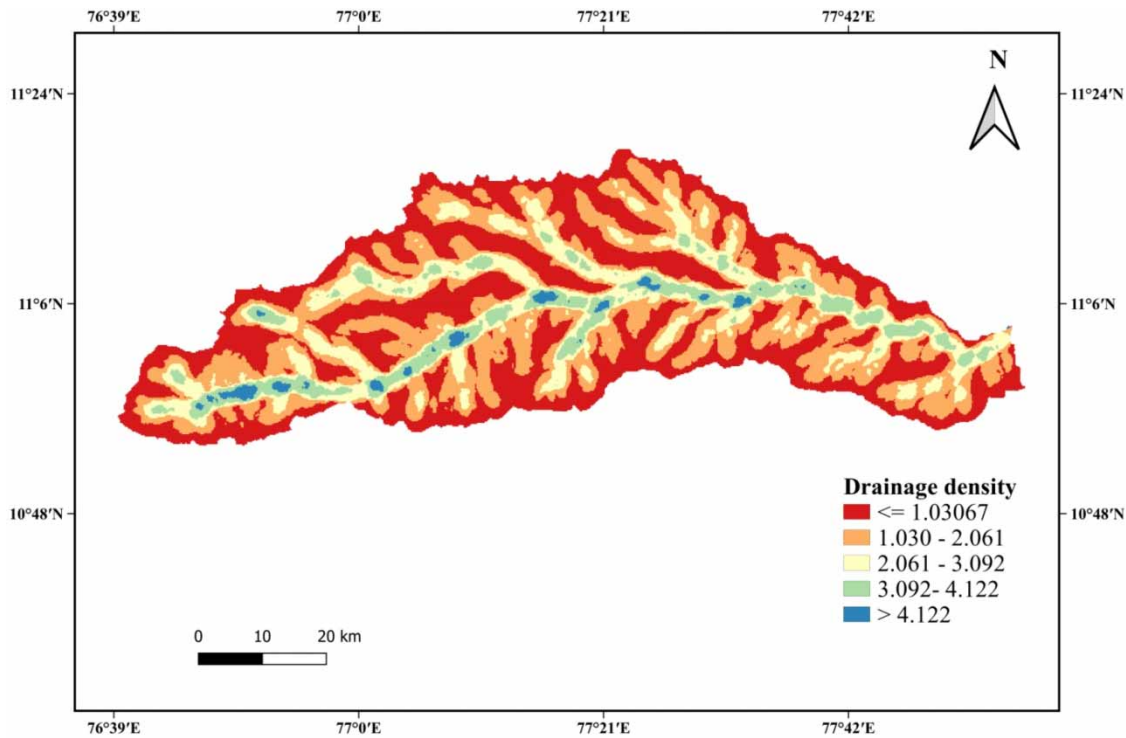 76°39'E 77°0'E 77°21'E 77°42'E
N
11°24'N 11°24'N
11°6'N 11°6'N
10°48'N 10°48'N
Drainage density
<= 1.03067
1.030 - 2.061
2.061 - 3.092
3.092- 4.122
> 4.122
0 10 20 km
76°39'E 77°0'E 77°21'E 77°42'E